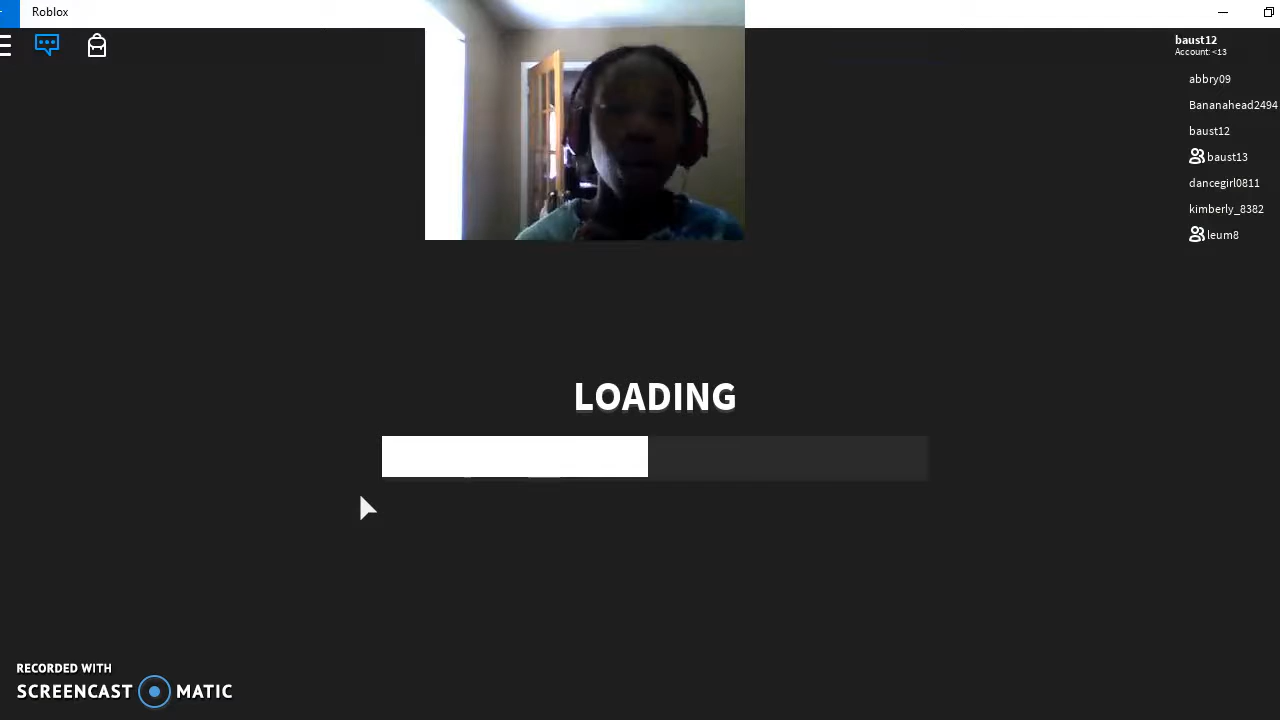 Roblox
baust12
Account: <13
abbry09
Bananahead2494
baust12
baust13
dancegirl0811
kimberly_8382
leum8
LOADING
RECORDED WITH
SCREENCAST MATIC